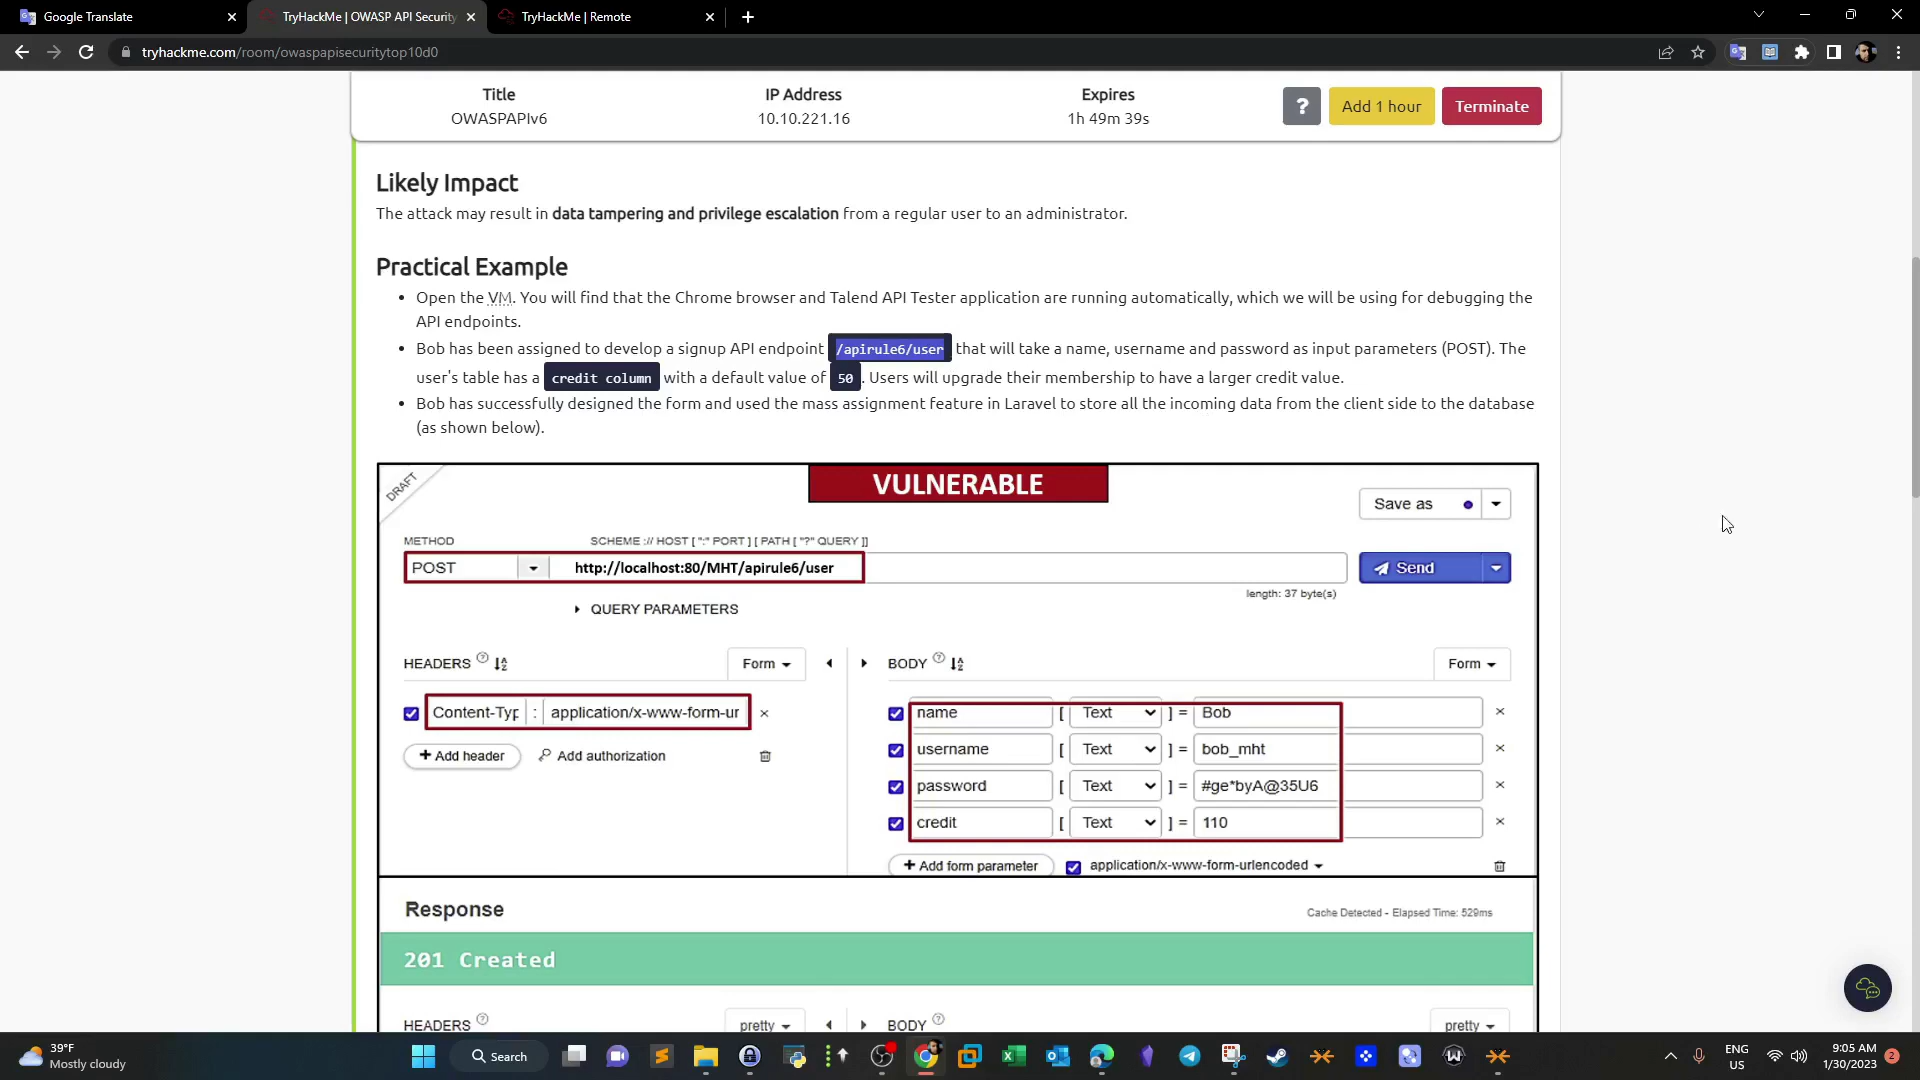 Google Translate
TryHackMe | OWASP API Security
TryHackMe | Remote
tryhackme.com/room/owaspapisecuritytop10d0
Title
OWASPAPIv6
IP Address
10.10.221.16
Expires
1h 49m 39s
?
Add 1 hour
Terminate
Likely Impact
The attack may result in data tampering and privilege escalation from a regular user to an administrator.
Practical Example
• Open the VM. You will find that the Chrome browser and Talend API Tester application are running automatically, which we will be using for debugging the
API endpoints.
• Bob has been assigned to develop a signup API endpoint /apirule6/user that will take a name, username and password as input parameters (POST). The
user's table has a credit column with a default value of 50 . Users will upgrade their membership to have a larger credit value.
• Bob has successfully designed the form and used the mass assignment feature in Laravel to store all the incoming data from the client side to the database
(as shown below).
DRAFT
VULNERABLE
Save as
METHOD
SCHEME :// HOST [ ":" PORT ] [ PATH [ "?" QUERY ]]
POST
http://localhost:80/MHT/apirule6/user
Send
length: 37 byte(s)
QUERY PARAMETERS
HEADERS ?
Form
BODY ?
Form
Content-Typ : application/x-www-form-ur ×
name [ Text ] = Bob ×
+ Add header
Add authorization
username [ Text ] = bob_mht ×
password [ Text ] = #ge*byA@35U6 ×
credit [ Text ] = 110 ×
+ Add form parameter
application/x-www-form-urlencoded
Response
Cache Detected - Elapsed Time: 529ms
201 Created
HEADERS ?
pretty
BODY ?
pretty
39°F
Mostly cloudy
Search
ENG
US
9:05 AM
1/30/2023
2